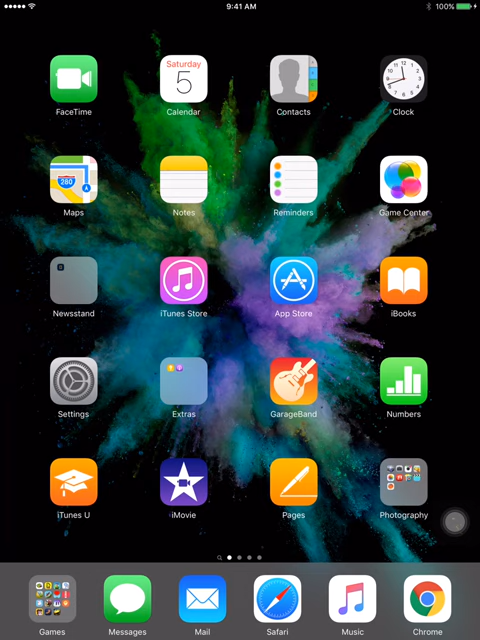 9:41 AM
100%
Saturday
5
FaceTime
Calendar
Contacts
Clock
280
Maps
Notes
Reminders
Game Center
Newsstand
iTunes Store
App Store
iBooks
Settings
Extras
GarageBand
Numbers
iTunes U
iMovie
Pages
Photography
Games
Messages
Mail
Safari
Music
Chrome